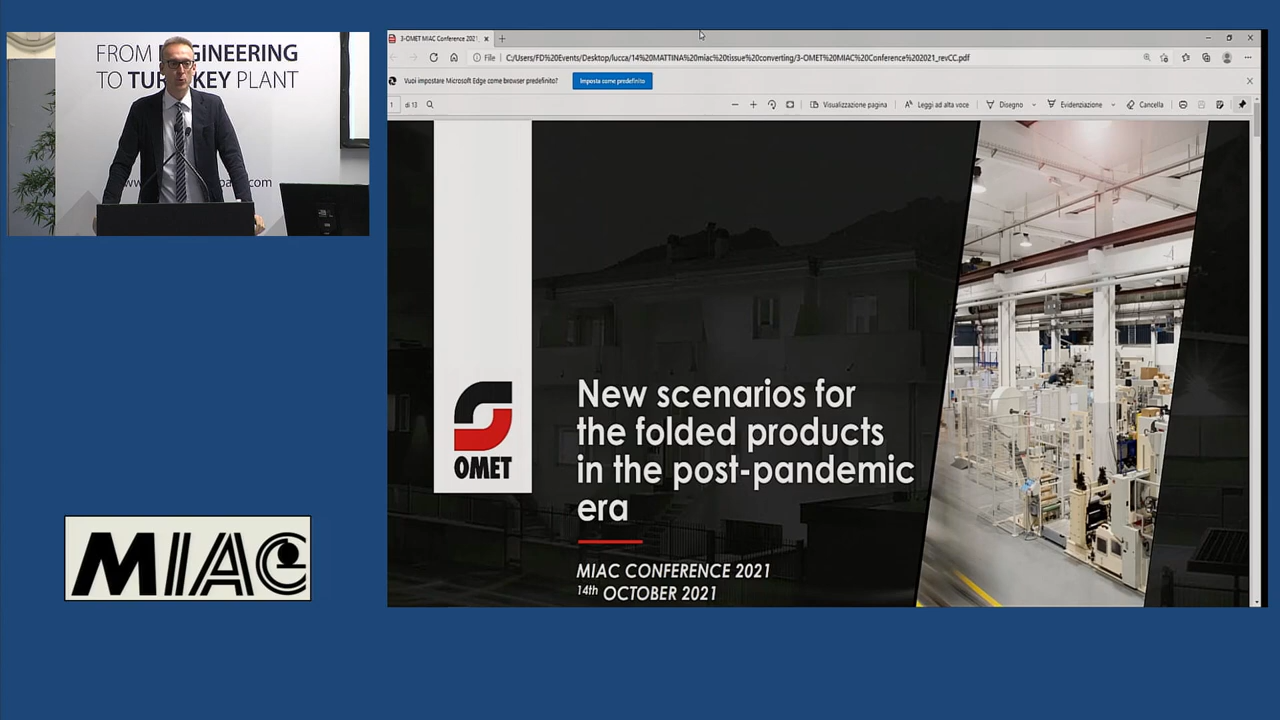 FROM ENGINEERING
TO TURNKEY PLANT
MIAC
3-OMET MIAC Conference 2021
File
C:/Users/FD%20Events/Desktop/lucca/14%20MATTINA%20miac%20tissue%20converting/3-OMET%20MIAC%20Conference%202021_revCC.pdf
Vuoi impostare Microsoft Edge come browser predefinito?
Imposta come predefinito
1 di 13
Visualizzazione pagina
Leggi ad alta voce
Disegno
Evidenziazione
Cancella
OMET
New scenarios for
the folded products
in the post-pandemic
era
MIAC CONFERENCE 2021
14th OCTOBER 2021